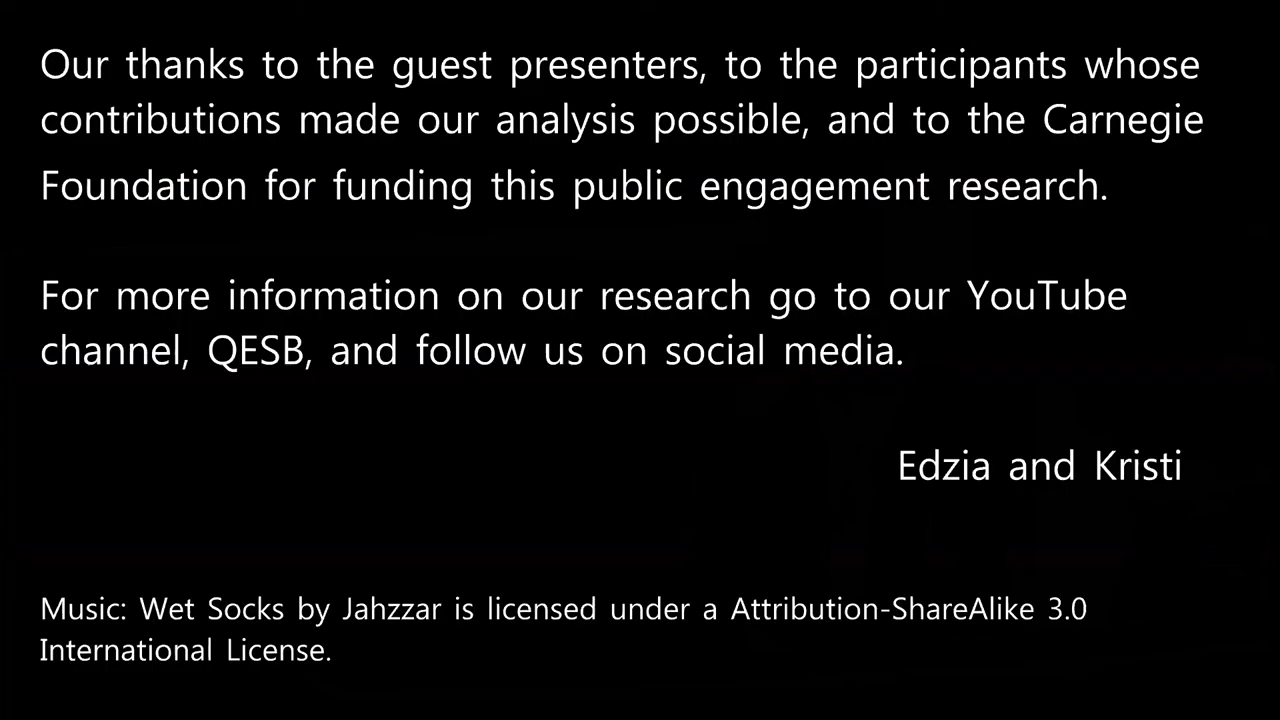 Our thanks to the guest presenters, to the participants whose
contributions made our analysis possible, and to the Carnegie
Foundation for funding this public engagement research.
For more information on our research go to our YouTube
channel, QESB, and follow us on social media.
Edzia and Kristi
Music: Wet Socks by Jahzzar is licensed under a Attribution-ShareAlike 3.0
International License.